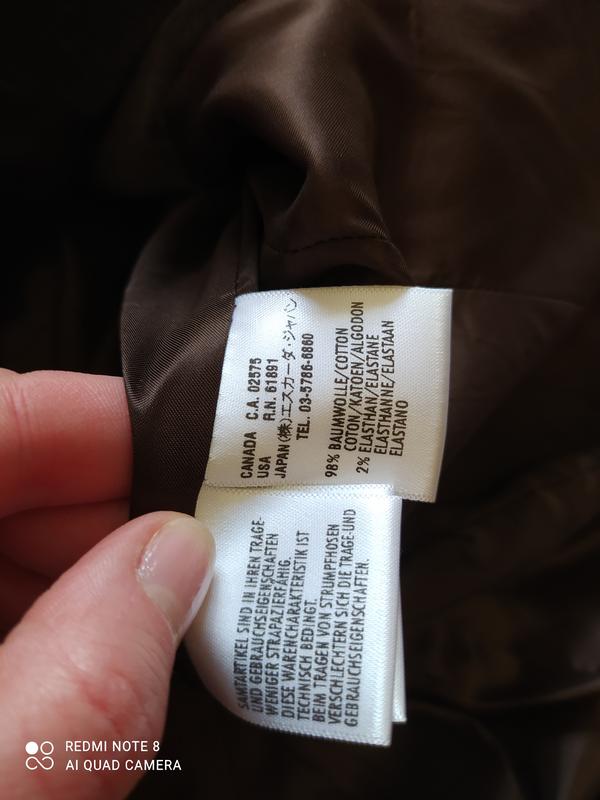 CANADA C.A. 02575
USA R.N. 61891
JAPAN (株)エスカーダ・ジャパン
TEL. 03-5786-6860
98% BAUMWOLLE/COTTON
COTON/KATOEN/ALGODON
2% ELASTHAN/ELASTANE
ELASTHANNE/ELASTAAN
ELASTANO
SAMTARTIKEL SIND IN IHREN TRAGE-
UND GEBRAUCHSEIGENSCHAFTEN
WENIGER STRAPAZIERFÄHIG.
DIESE WARENCHARAKTERISTIK IST
TECHNISCH BEDINGT.
BEIM TRAGEN VON STRUMPFHOSEN
VERSCHLECHTERN SICH DIE TRAGE-UND
GEBRAUCHSEIGENSCHAFTEN.
REDMI NOTE 8
AI QUAD CAMERA